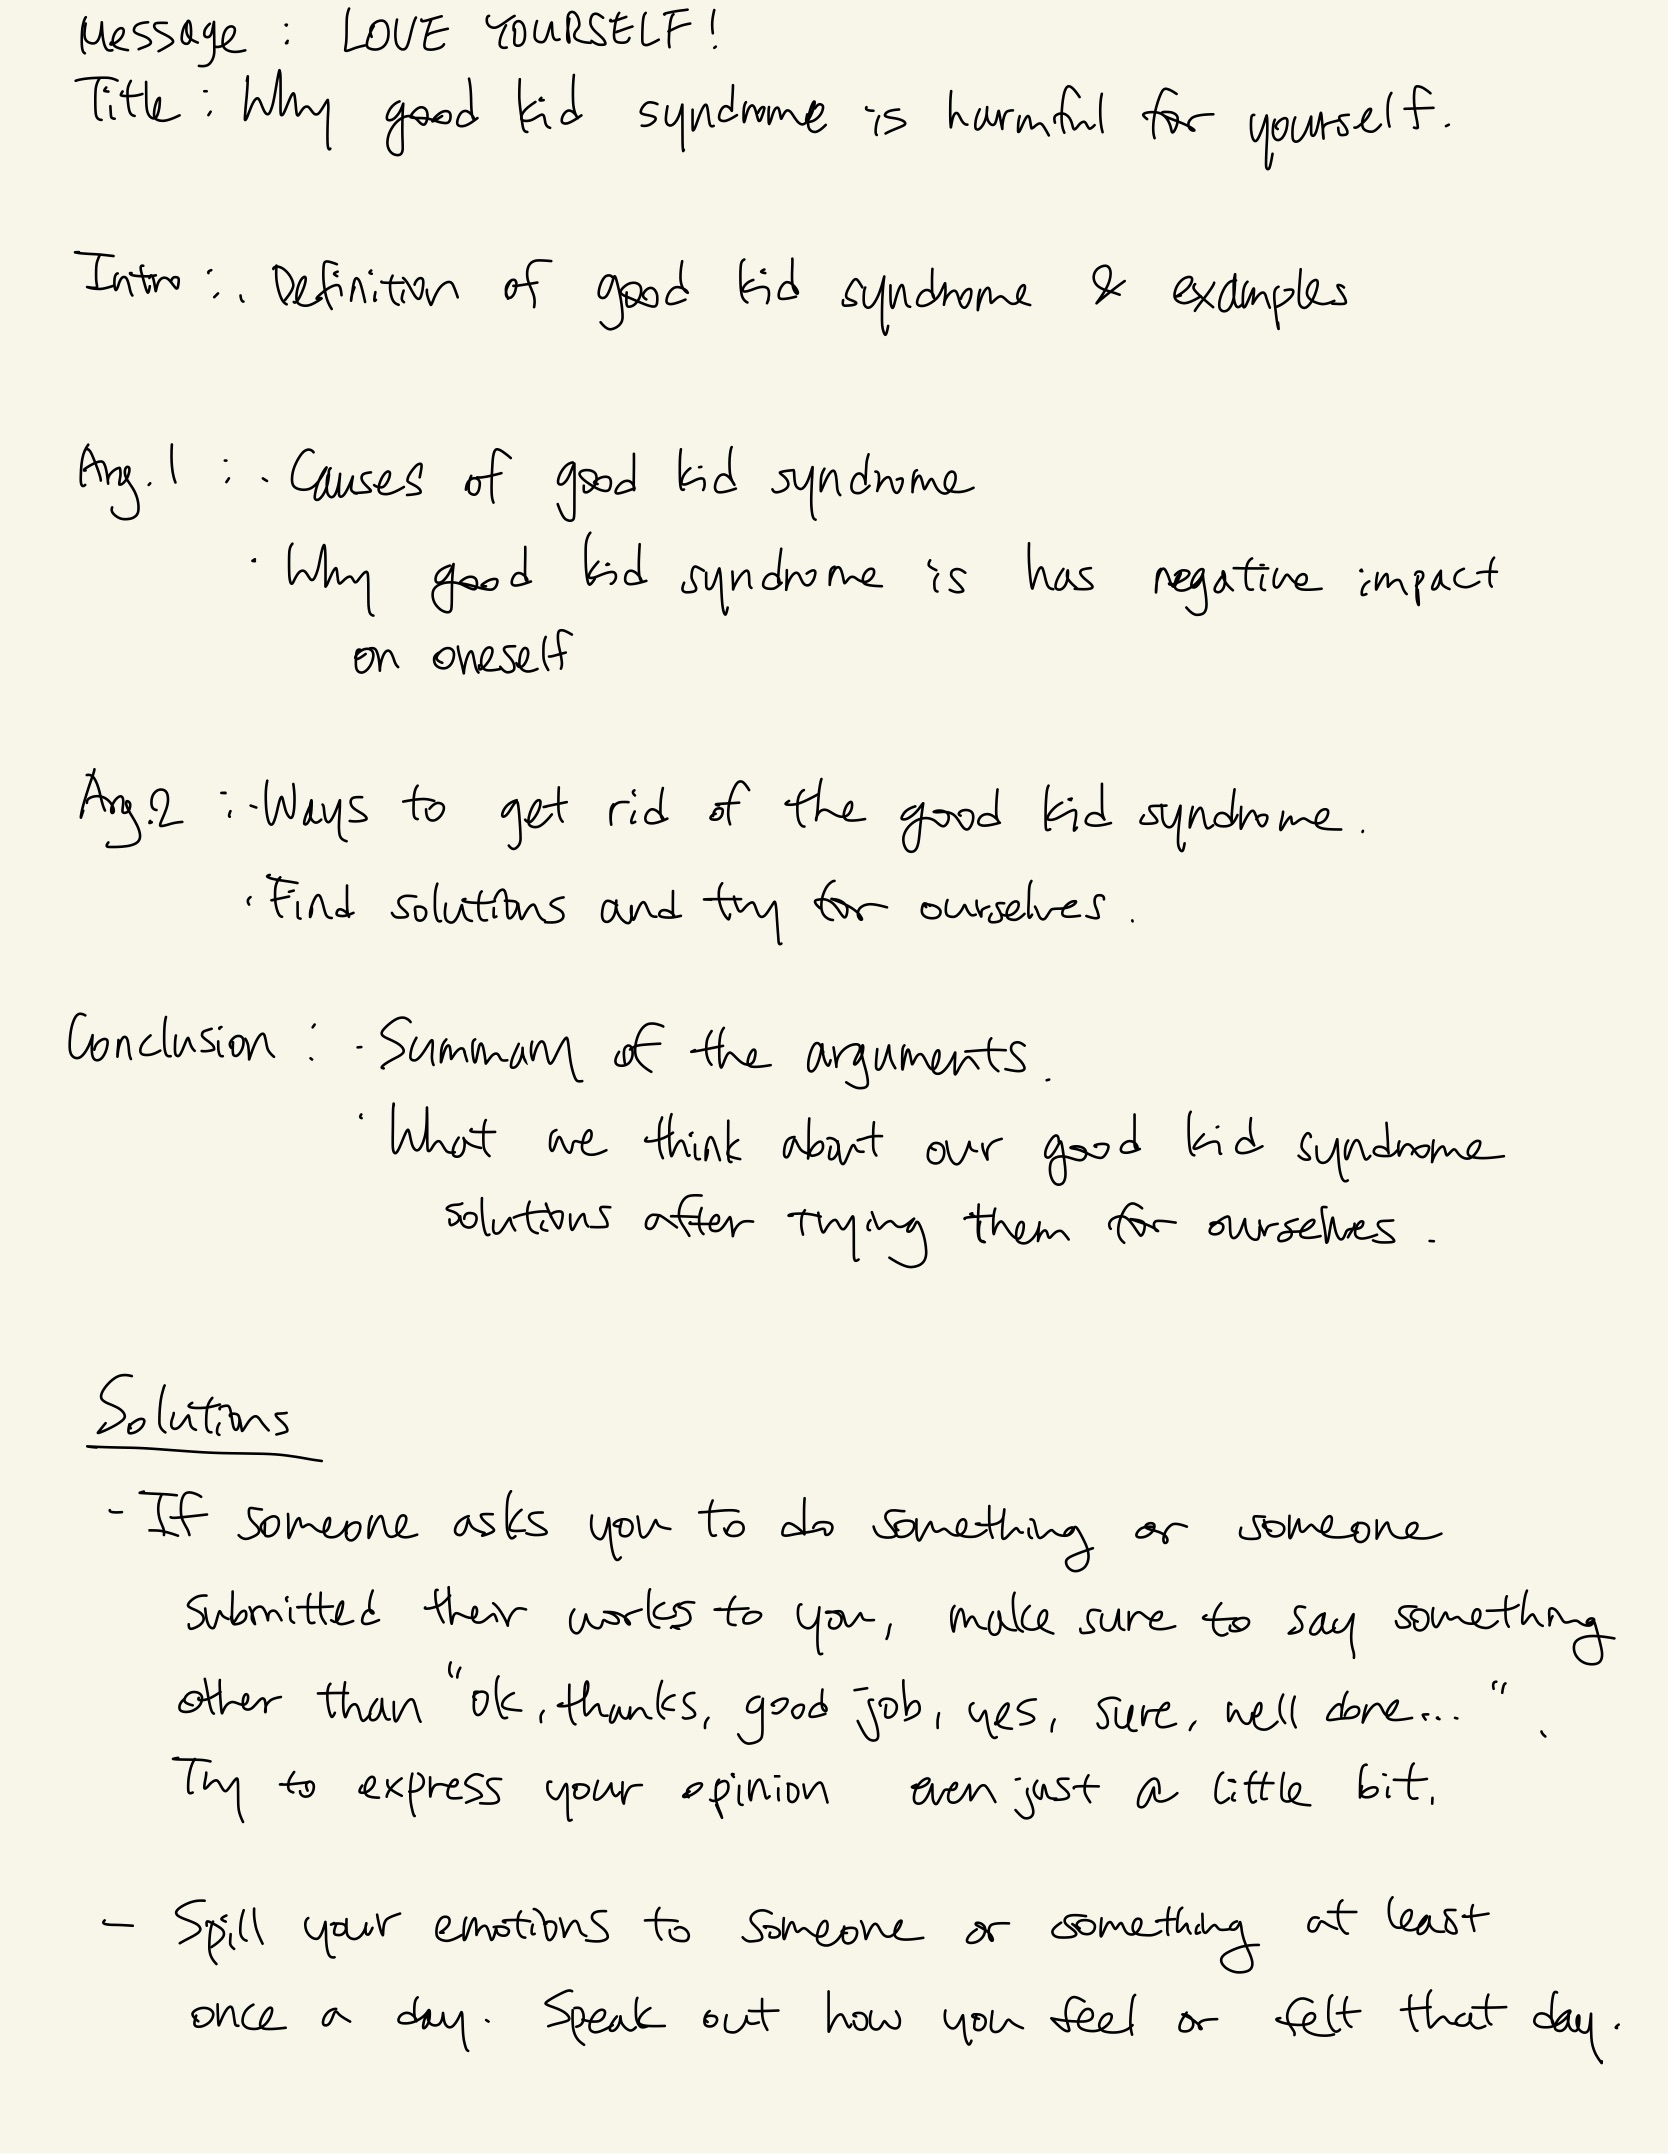 Message : LOVE YOURSELF!
Title : Why good kid syndrome is harmful for yourself.
Intro : · Definition of good kid syndrome & examples
Arg. 1 : · Causes of good kid syndrome
· Why good kid syndrome is has negative impact
on oneself
Arg. 2 : · Ways to get rid of the good kid syndrome.
· Find solutions and try for ourselves.
Conclusion : · Summary of the arguments.
· What we think about our good kid syndrome
solutions after trying them for ourselves.
Solutions
- If someone asks you to do something or someone
submitted their works to you, make sure to say something
other than "ok, thanks, good job, yes, sure, well done... ".
Try to express your opinion even just a little bit.
- Spill your emotions to someone or something at least
once a day. Speak out how you feel or felt that day.